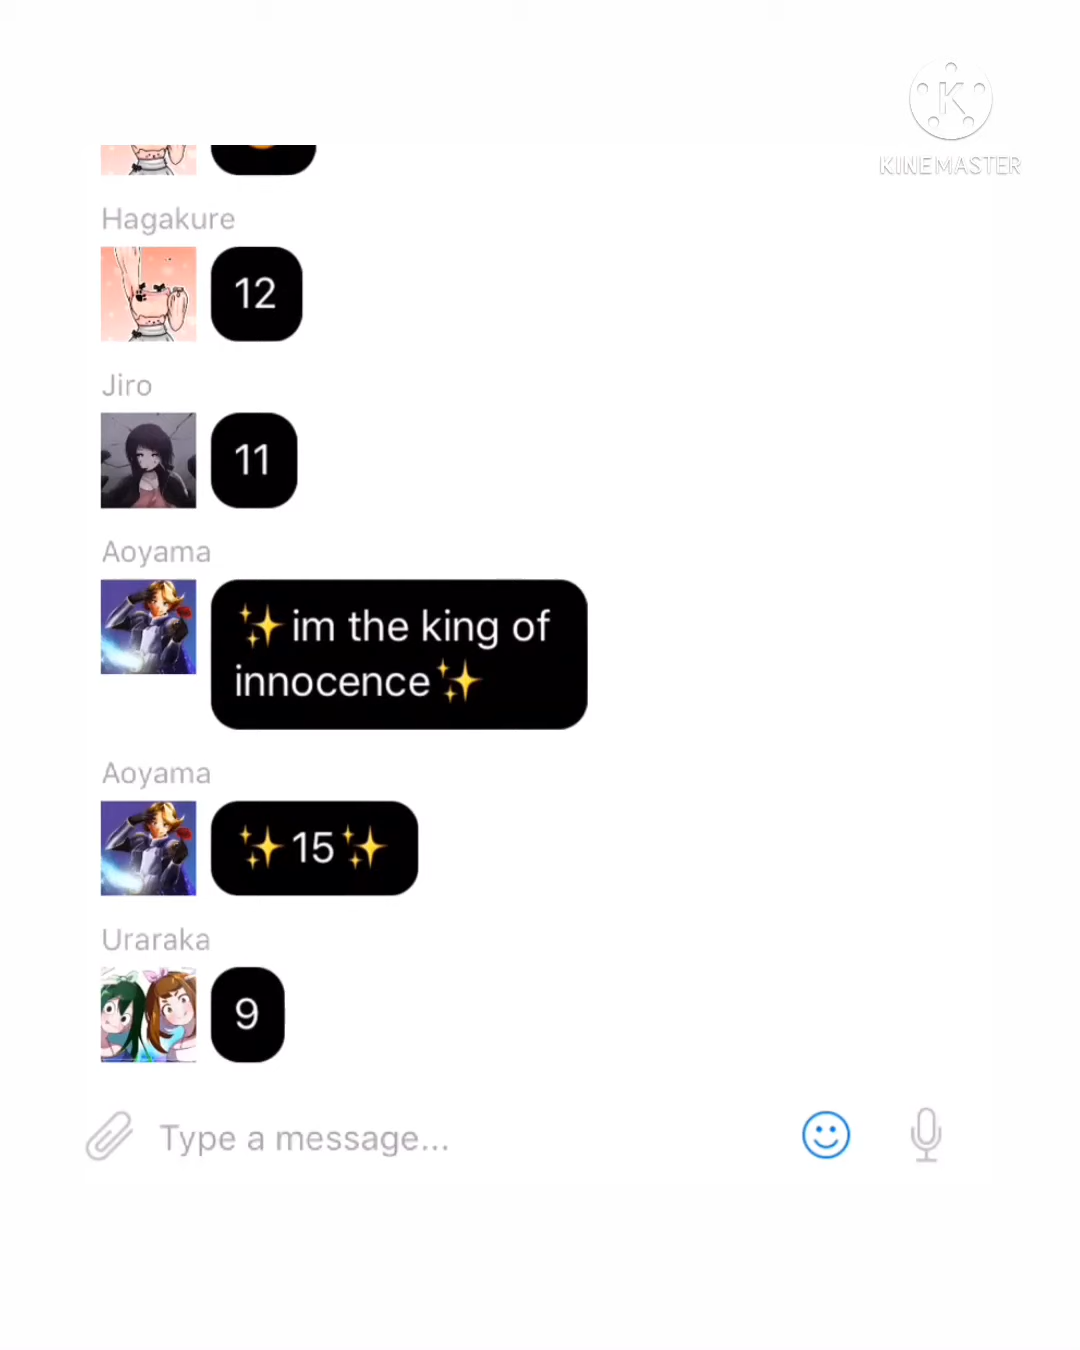 KINEMASTER
Hagakure
12
Jiro
11
Aoyama
✨im the king of
innocence✨
Aoyama
✨15✨
Uraraka
9
Type a message...